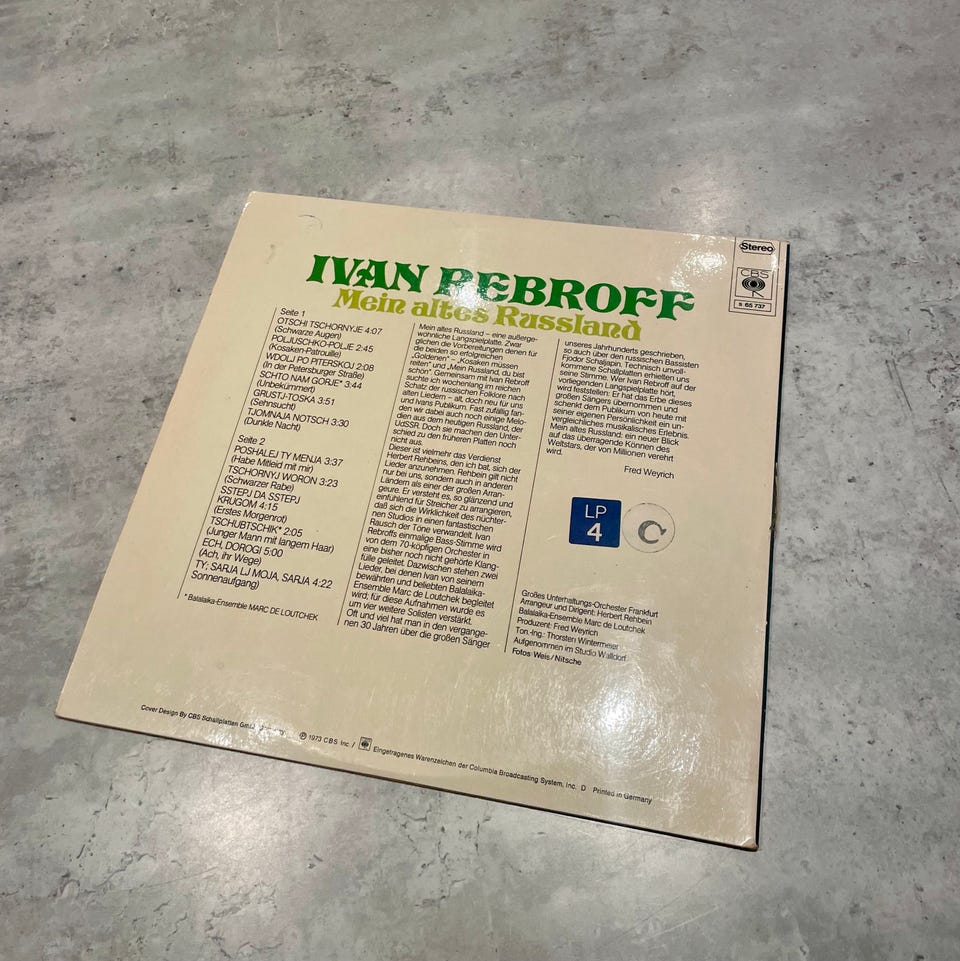 Stereo
CBS
S 65 737
IVAN REBROFF
Mein altes Russland
Seite 1
OTSCHI TSCHORNYJE 4:07
(Schwarze Augen)
POLJUSCHKO-POLJE 2:45
(Kosaken-Patrouille)
WDOLJ PO PITERSKOJ 2:08
(In der Petersburger Straße)
SCHTO NAM GORJE* 3:44
(Unbekümmert)
GRUSTJ-TOSKA 3:51
(Sehnsucht)
TJOMNAJA NOTSCH 3:30
(Dunkle Nacht)
Seite 2
POSHALEJ TY MENJA 3:37
(Habe Mitleid mit mir)
TSCHORNYJ WORON 3:23
(Schwarzer Rabe)
SSTEPJ DA SSTEPJ
KRUGOM 4:15
(Erstes Morgenrot)
TSCHUBTSCHIK* 2:05
(Junger Mann mit langem Haar)
ECH, DOROGI 5:00
(Ach, ihr Wege)
TY; SARJA LJ MOJA, SARJA 4:22
Sonnenaufgang)
* Balalaika-Ensemble MARC DE LOUTCHEK
Mein altes Russland – eine außerge-
wöhnliche Langspielplatte. Zwar
glichen die Vorbereitungen denen für
die beiden so erfolgreichen
„Goldenen" – „Kosaken müssen
reiten" und „Mein Russland, du bist
schön". Gemeinsam mit Ivan Rebroff
suchte ich wochenlang im reichen
Schatz der russischen Folklore nach
alten Liedern – alt, doch neu für uns
und Ivans Publikum. Fast zufällig fan-
den wir dabei auch noch einige Melo-
dien aus dem heutigen Russland, der
UdSSR. Doch sie machen den Unter-
schied zu den früheren Platten noch
nicht aus.
Dieser ist vielmehr das Verdienst
Herbert Rehbeins, den ich bat, sich der
Lieder anzunehmen. Rehbein gilt nicht
nur bei uns, sondern auch in anderen
Ländern als einer der großen Arran-
geure. Er versteht es, so glänzend und
einfühlend für Streicher zu arrangieren,
daß sich die Wirklichkeit des nüchter-
nen Studios in einen fantastischen
Rausch der Töne verwandelt. Ivan
Rebroffs einmalige Bass-Stimme wird
von dem 70-köpfigen Orchester in
eine bisher noch nicht gehörte Klang-
fülle geleitet. Dazwischen stehen zwei
Lieder, bei denen Ivan von seinem
bewährten und beliebten Balalaika-
Ensemble Marc de Loutchek begleitet
wird; für diese Aufnahmen wurde es
um vier weitere Solisten verstärkt.
Oft und viel hat man in den vergange-
nen 30 Jahren über die großen Sänger
unseres Jahrhunderts geschrieben,
so auch über den russischen Bassisten
Fjodor Schaljapin. Technisch unvoll-
kommene Schallplatten erhielten uns
seine Stimme. Wer Ivan Rebroff auf der
vorliegenden Langspielplatte hört,
wird feststellen: Er hat das Erbe dieses
großen Sängers übernommen und
schenkt dem Publikum von heute mit
seiner eigenen Persönlichkeit ein un-
vergleichliches musikalisches Erlebnis.
Mein altes Russland: ein neuer Blick
auf das überragende Können des
Weltstars, der von Millionen verehrt
wird.
Fred Weyrich
LP
4
C
Großes Unterhaltungs-Orchester Frankfurt
Arrangeur und Dirigent: Herbert Rehbein
Balalaika-Ensemble Marc de Loutchek
Produzent: Fred Weyrich
Ton.-Ing.: Thorsten Wintermeier
Aufgenommen im Studio Walldorf
Fotos: Weis/Nitsche
Cover Design By CBS Schallplatten GmbH, Germany
℗ 1973 CBS Inc. / Eingetragenes Warenzeichen der Columbia Broadcasting System, Inc. D Printed in Germany